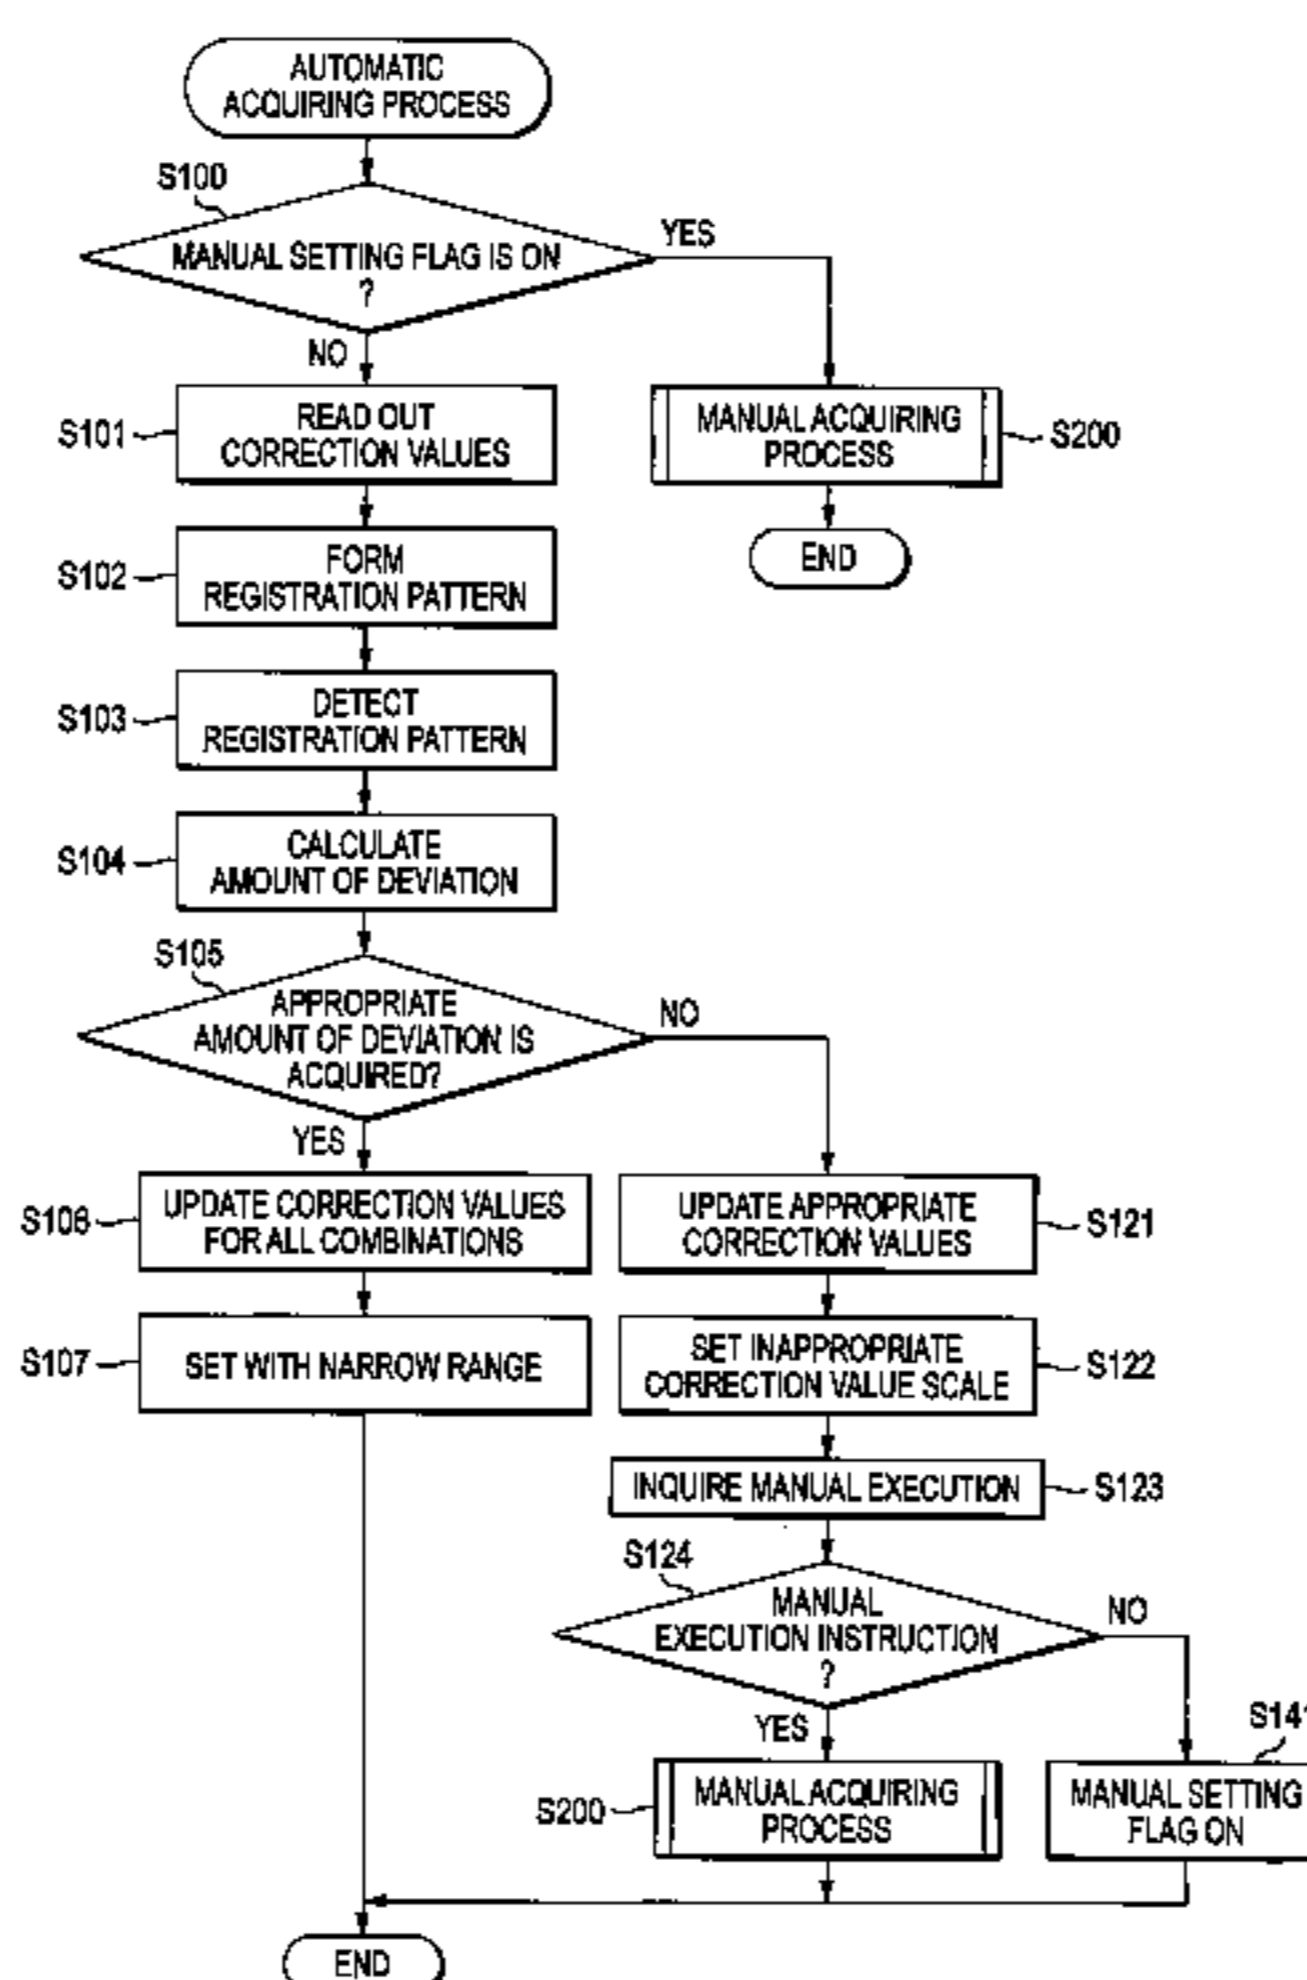 AUTOMATIC
ACQUIRING PROCESS
S100
MANUAL SETTING FLAG IS ON
?
YES
NO
S101
READ OUT
CORRECTION VALUES
MANUAL ACQUIRING
PROCESS
S200
S102
FORM
REGISTRATION PATTERN
END
S103
DETECT
REGISTRATION PATTERN
S104
CALCULATE
AMOUNT OF DEVIATION
S105
APPROPRIATE
AMOUNT OF DEVIATION IS
ACQUIRED?
NO
YES
S106
UPDATE CORRECTION VALUES
FOR ALL COMBINATIONS
UPDATE APPROPRIATE
CORRECTION VALUES
S121
S107
SET WITH NARROW RANGE
SET INAPPROPRIATE
CORRECTION VALUE SCALE
S122
INQUIRE MANUAL EXECUTION
S123
S124
MANUAL
EXECUTION INSTRUCTION
?
NO
YES
S141
S200
MANUAL ACQUIRING
PROCESS
MANUAL SETTING
FLAG ON
END